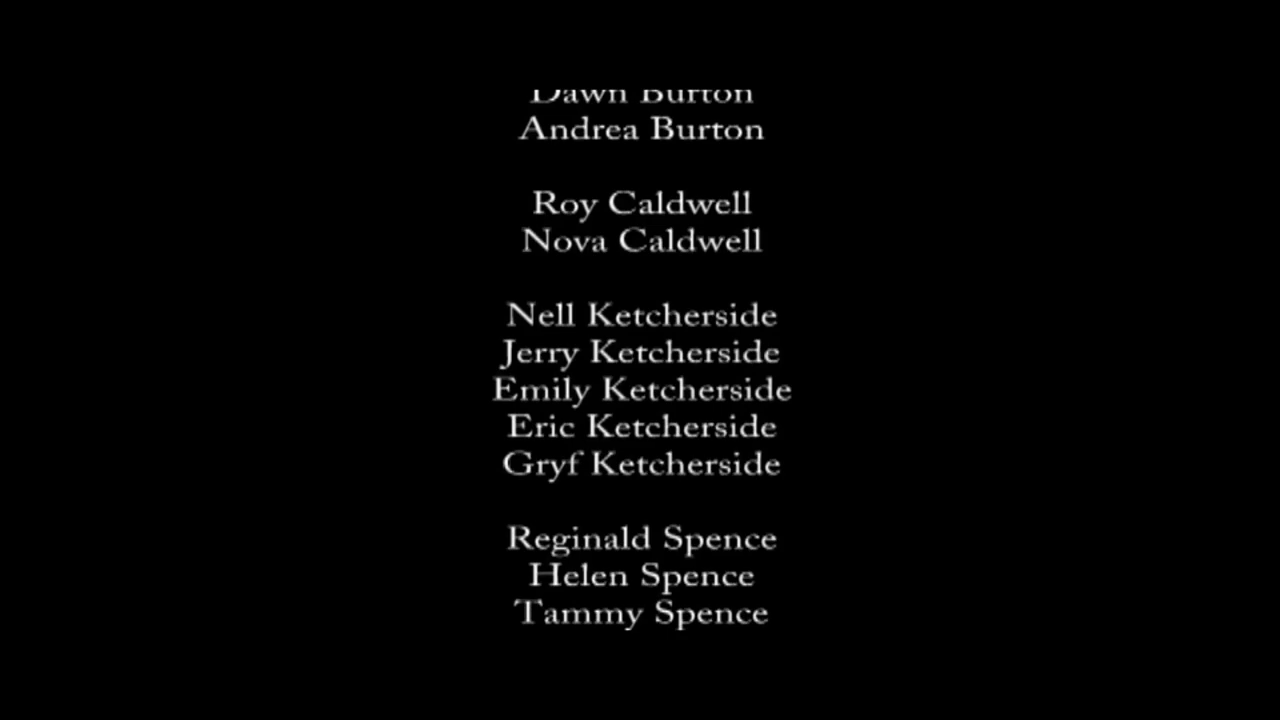 Dawn Burton
Andrea Burton
Roy Caldwell
Nova Caldwell
Nell Ketcherside
Jerry Ketcherside
Emily Ketcherside
Eric Ketcherside
Gryf Ketcherside
Reginald Spence
Helen Spence
Tammy Spence